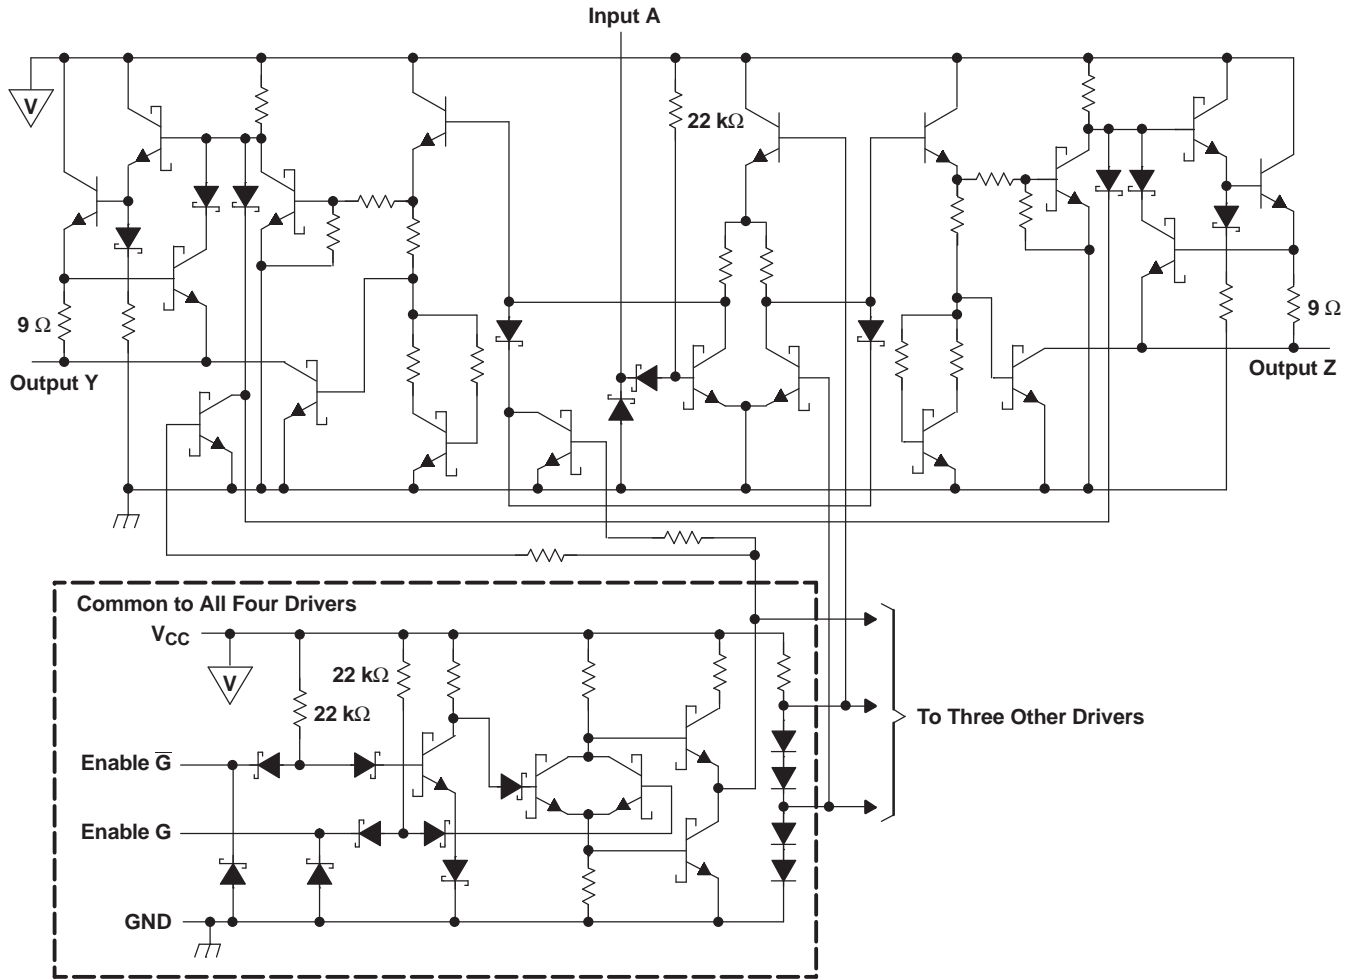 Input A
V
22 kΩ
9 Ω
9 Ω
Output Y
Output Z
Common to All Four Drivers
VCC
V
22 kΩ
22 kΩ
To Three Other Drivers
Enable G̅
Enable G
GND